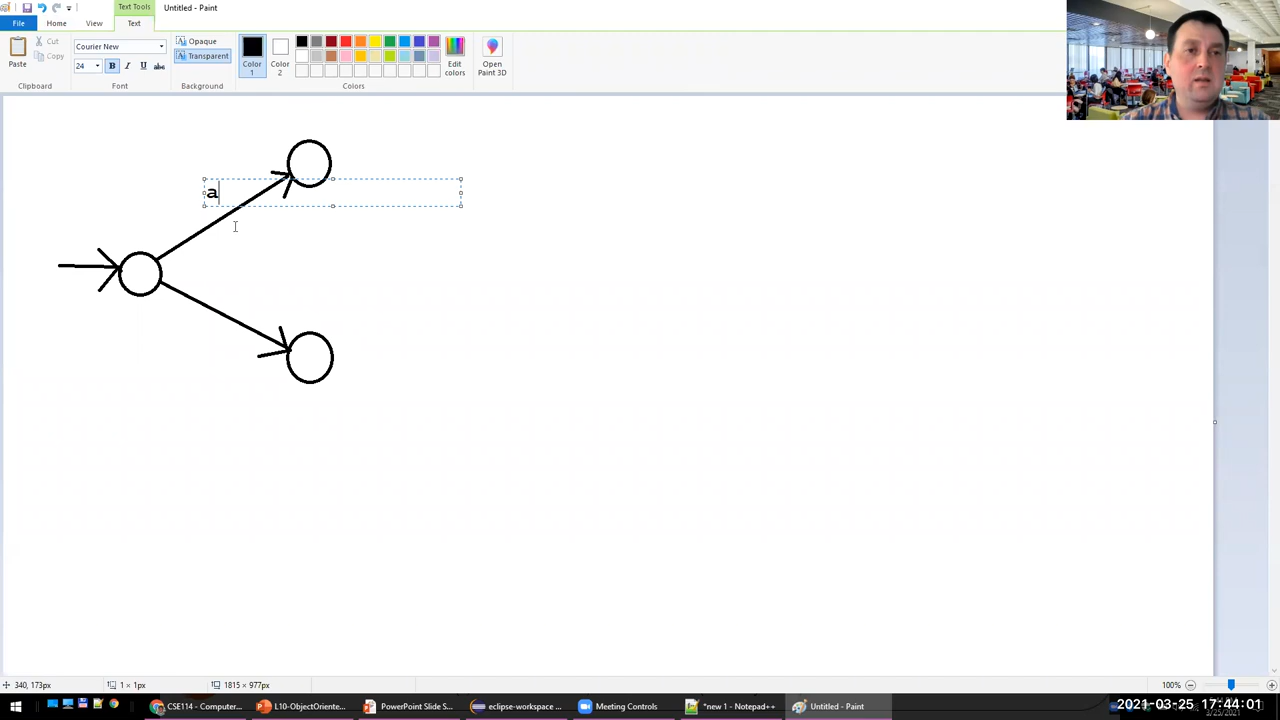 Text Tools
Untitled - Paint
File
Home
View
Text
Paste
Cut
Copy
Clipboard
Courier New
24
B
I
U
abc
Font
Opaque
Transparent
Background
Color 1
Color 2
Edit colors
Colors
Open Paint 3D
a
340, 173px
1 × 1px
1815 × 977px
100%
CSE114 - Computer...
L10-ObjectOriente...
PowerPoint Slide S...
eclipse-workspace ...
Meeting Controls
*new 1 - Notepad++
Untitled - Paint
2021-03-25 17:44:01